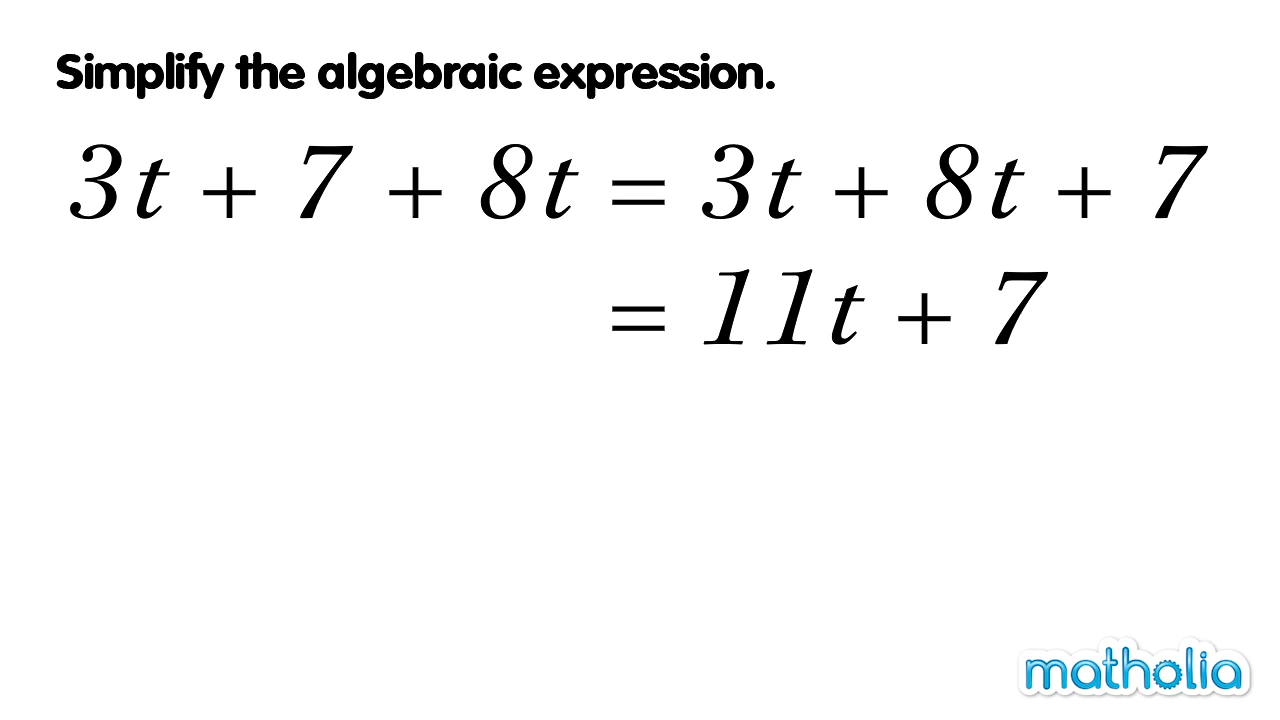 Simplify the algebraic expression.
3t + 7 + 8t = 3t + 8t + 7
= 11t + 7
matholia